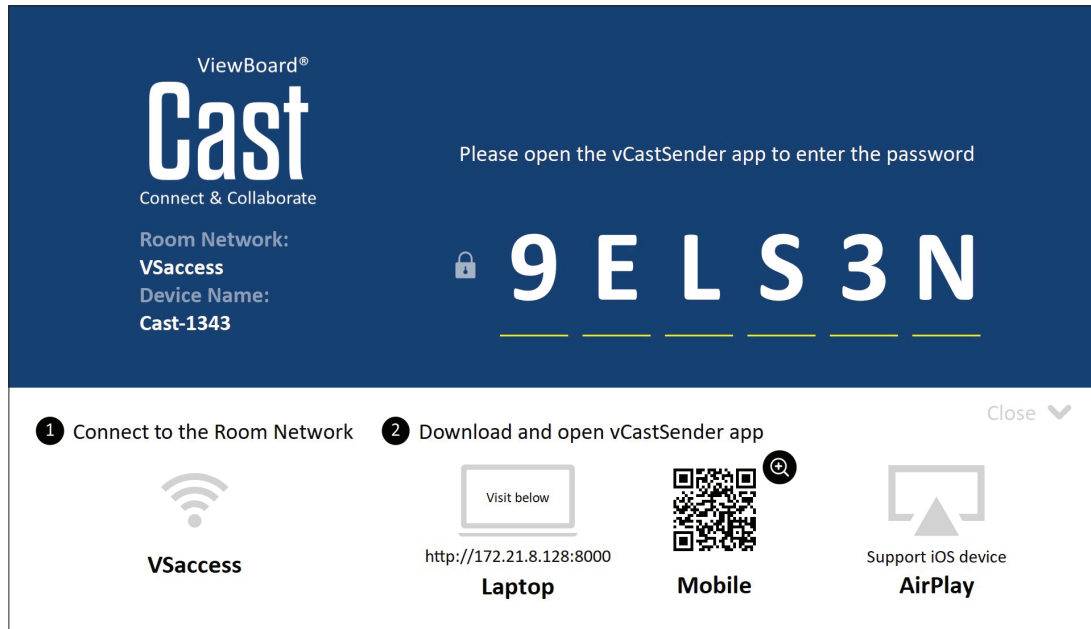 ViewBoard®
Cast
Connect & Collaborate
Room Network:
VSaccess
Device Name:
Cast-1343
Please open the vCastSender app to enter the password
9 E L S 3 N
Close
1 Connect to the Room Network
VSaccess
2 Download and open vCastSender app
Visit below
http://172.21.8.128:8000
Laptop
Mobile
Support iOS device
AirPlay